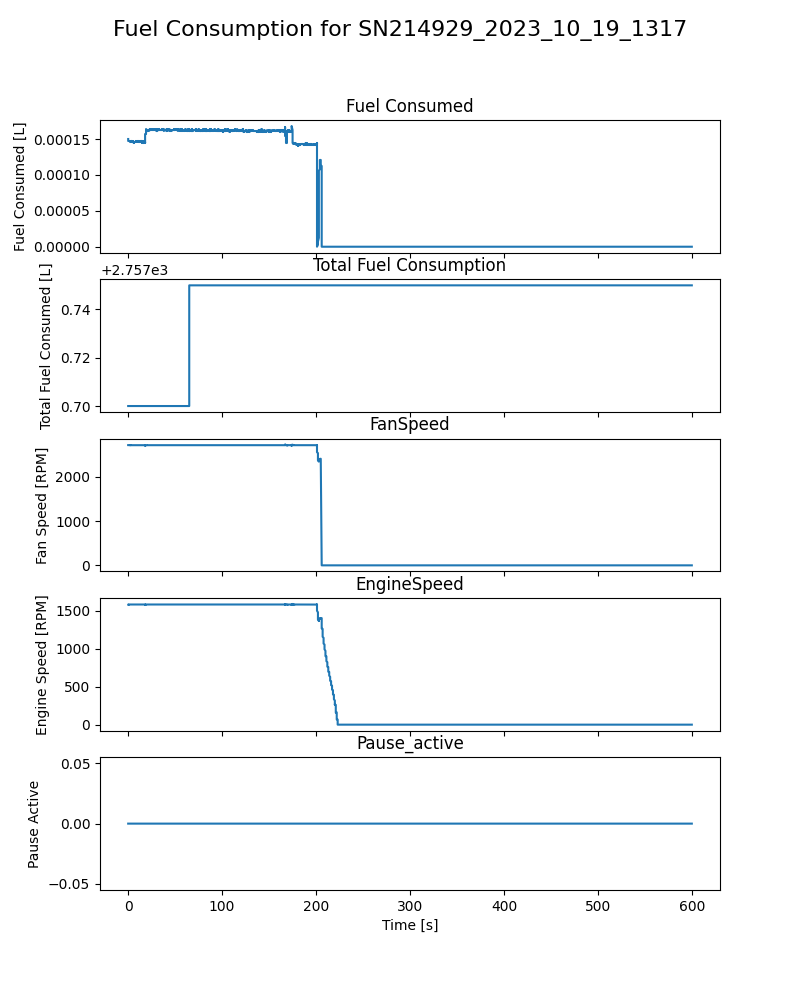 Fuel Consumption for SN214929_2023_10_19_1317
Fuel Consumed
Fuel Consumed [L]
0.00015
0.00010
0.00005
0.00000
+2.757e3
Total Fuel Consumption
Total Fuel Consumed [L]
0.74
0.72
0.70
FanSpeed
Fan Speed [RPM]
2000
1000
0
EngineSpeed
Engine Speed [RPM]
1500
1000
500
0
Pause_active
Pause Active
0.05
0.00
−0.05
0 100 200 300 400 500 600
Time [s]